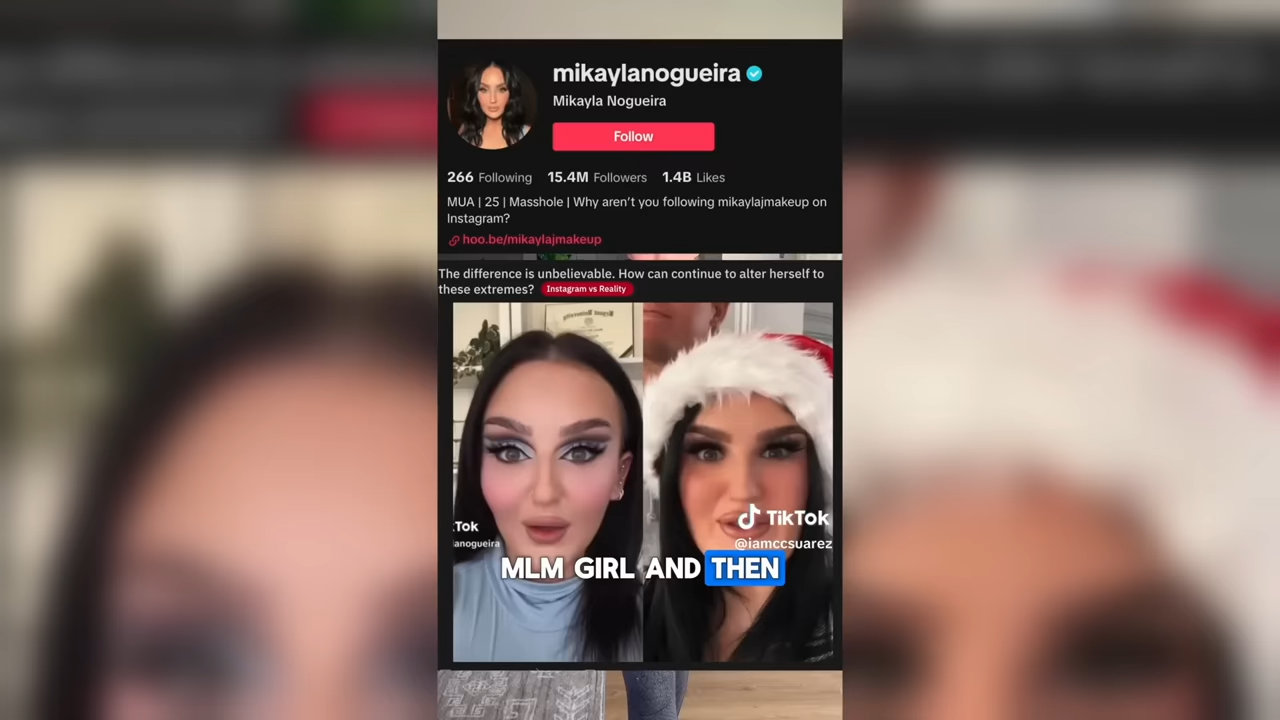 mikaylanogueira
Mikayla Nogueira
Follow
266 Following 15.4M Followers 1.4B Likes
MUA | 25 | Masshole | Why aren't you following mikaylajmakeup on
Instagram?
hoo.be/mikaylajmakeup
The difference is unbelievable. How can continue to alter herself to
these extremes? Instagram vs Reality
.Tok
lanogueira
TikTok
@iamccsuarez
MLM GIRL AND THEN